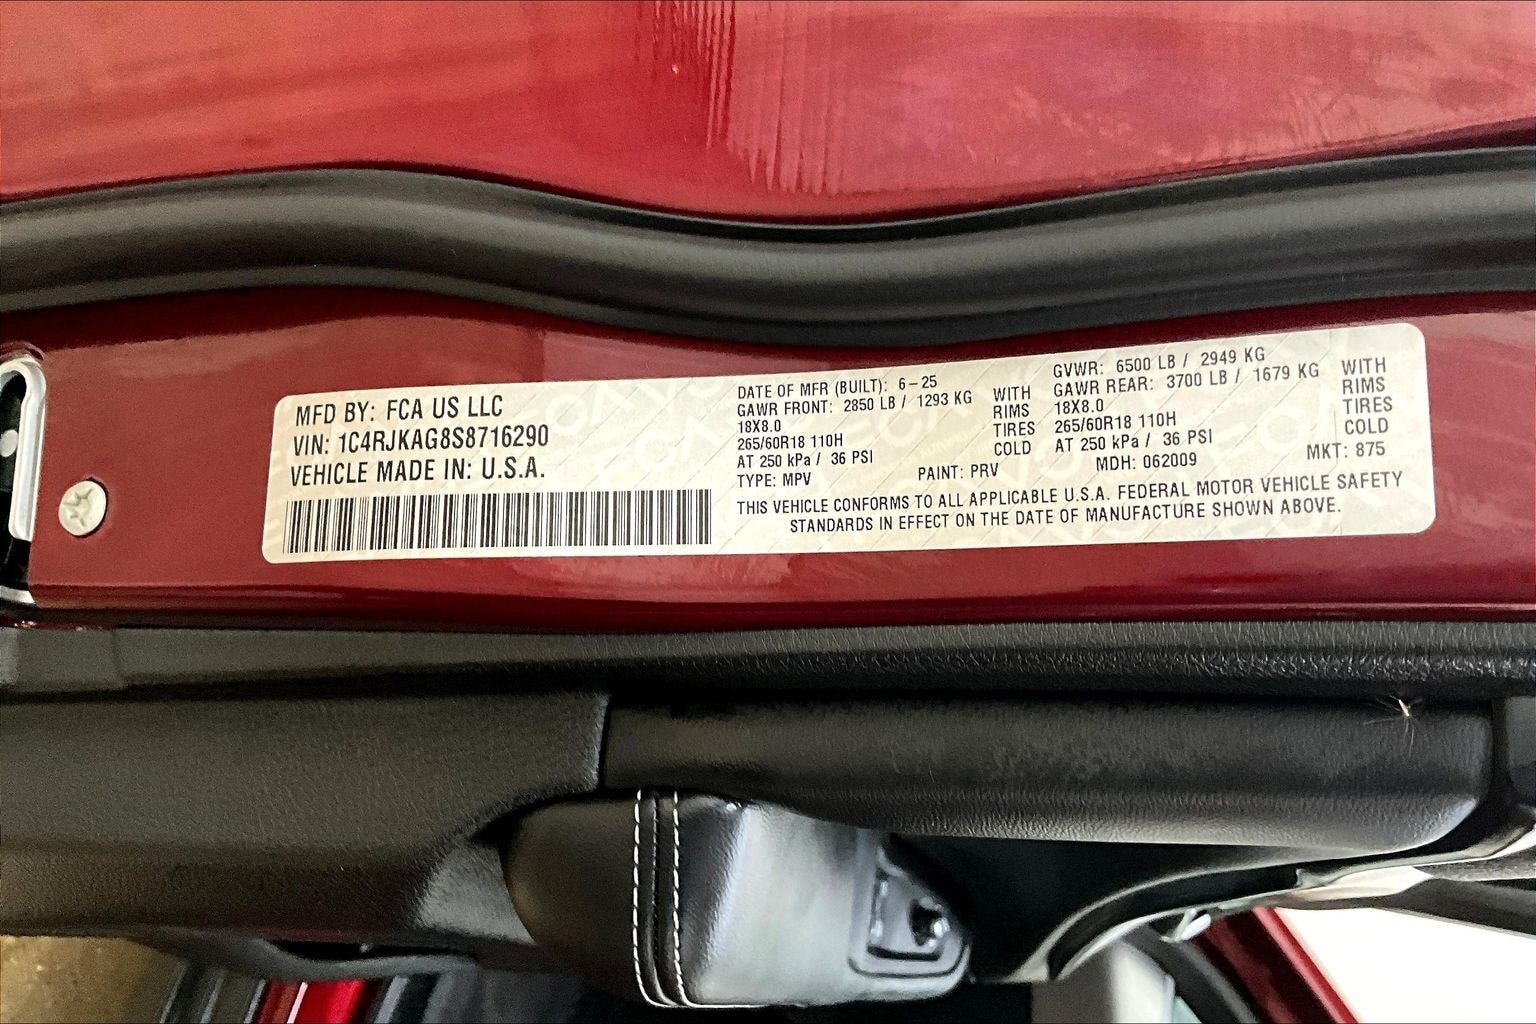 MFD BY: FCA US LLC
VIN: 1C4RJKAG8S8716290
VEHICLE MADE IN: U.S.A.
DATE OF MFR (BUILT): 6-25
GAWR FRONT: 2850 LB / 1293 KG WITH
18X8.0 RIMS
265/60R18 110H TIRES
AT 250 kPa / 36 PSI COLD
TYPE: MPV PAINT: PRV
GVWR: 6500 LB / 2949 KG
GAWR REAR: 3700 LB / 1679 KG WITH
18X8.0 RIMS
265/60R18 110H TIRES
AT 250 kPa / 36 PSI COLD
MDH: 062009 MKT: 875
THIS VEHICLE CONFORMS TO ALL APPLICABLE U.S.A. FEDERAL MOTOR VEHICLE SAFETY
STANDARDS IN EFFECT ON THE DATE OF MANUFACTURE SHOWN ABOVE.